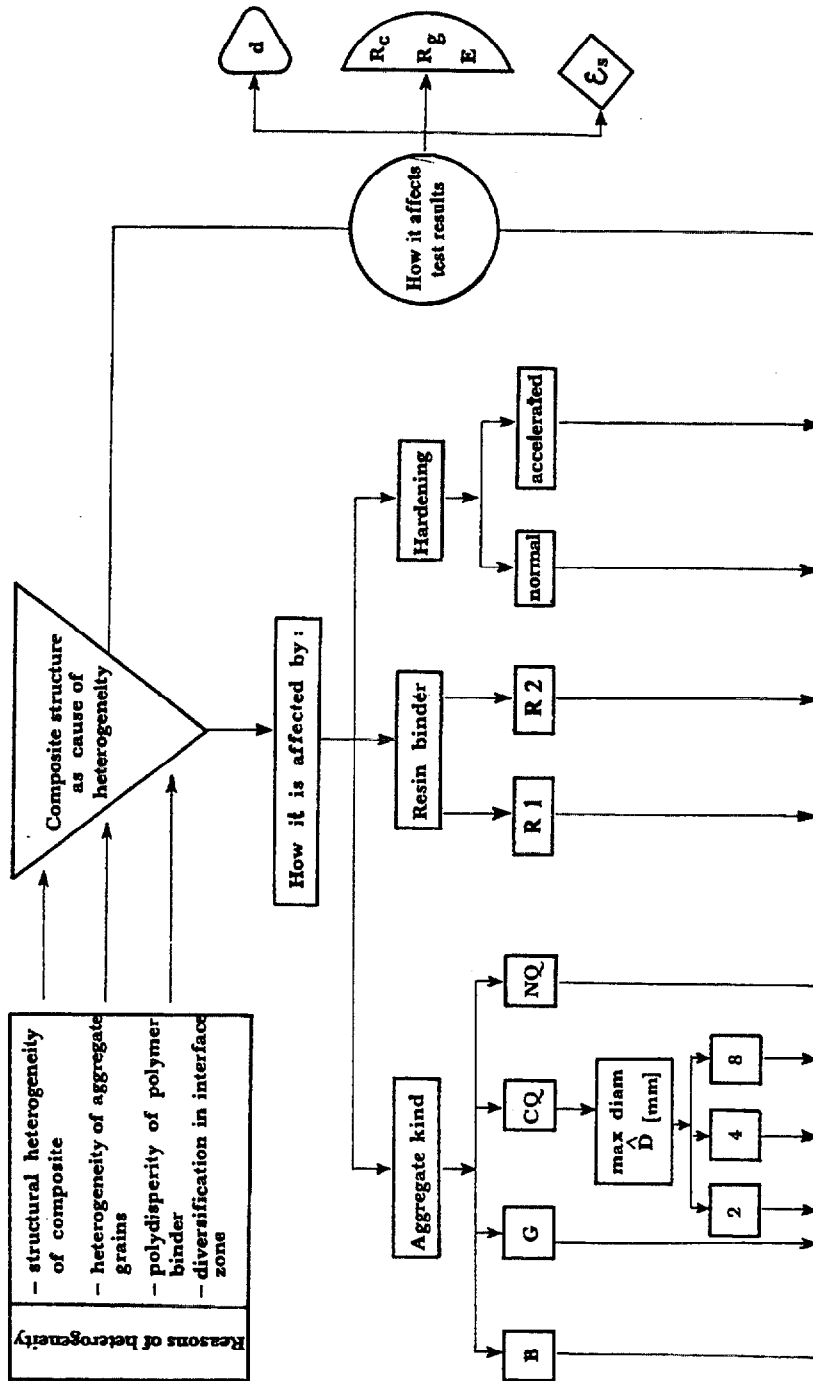 Reasons of heterogeneity
– structural heterogeneity
of composite
– heterogeneity of aggregate
grains
– polydisperity of polymer
binder
– diversification in interface
zone
Composite structure
as cause of
heterogeneity
How it is affected by:
How it affects
test results
d
Rc
Rg
E
Ɛs
Aggregate kind
Resin binder
Hardening
B
G
CQ
NQ
R 1
R 2
normal
accelerated
max diam
D̂ [mm]
2
4
8